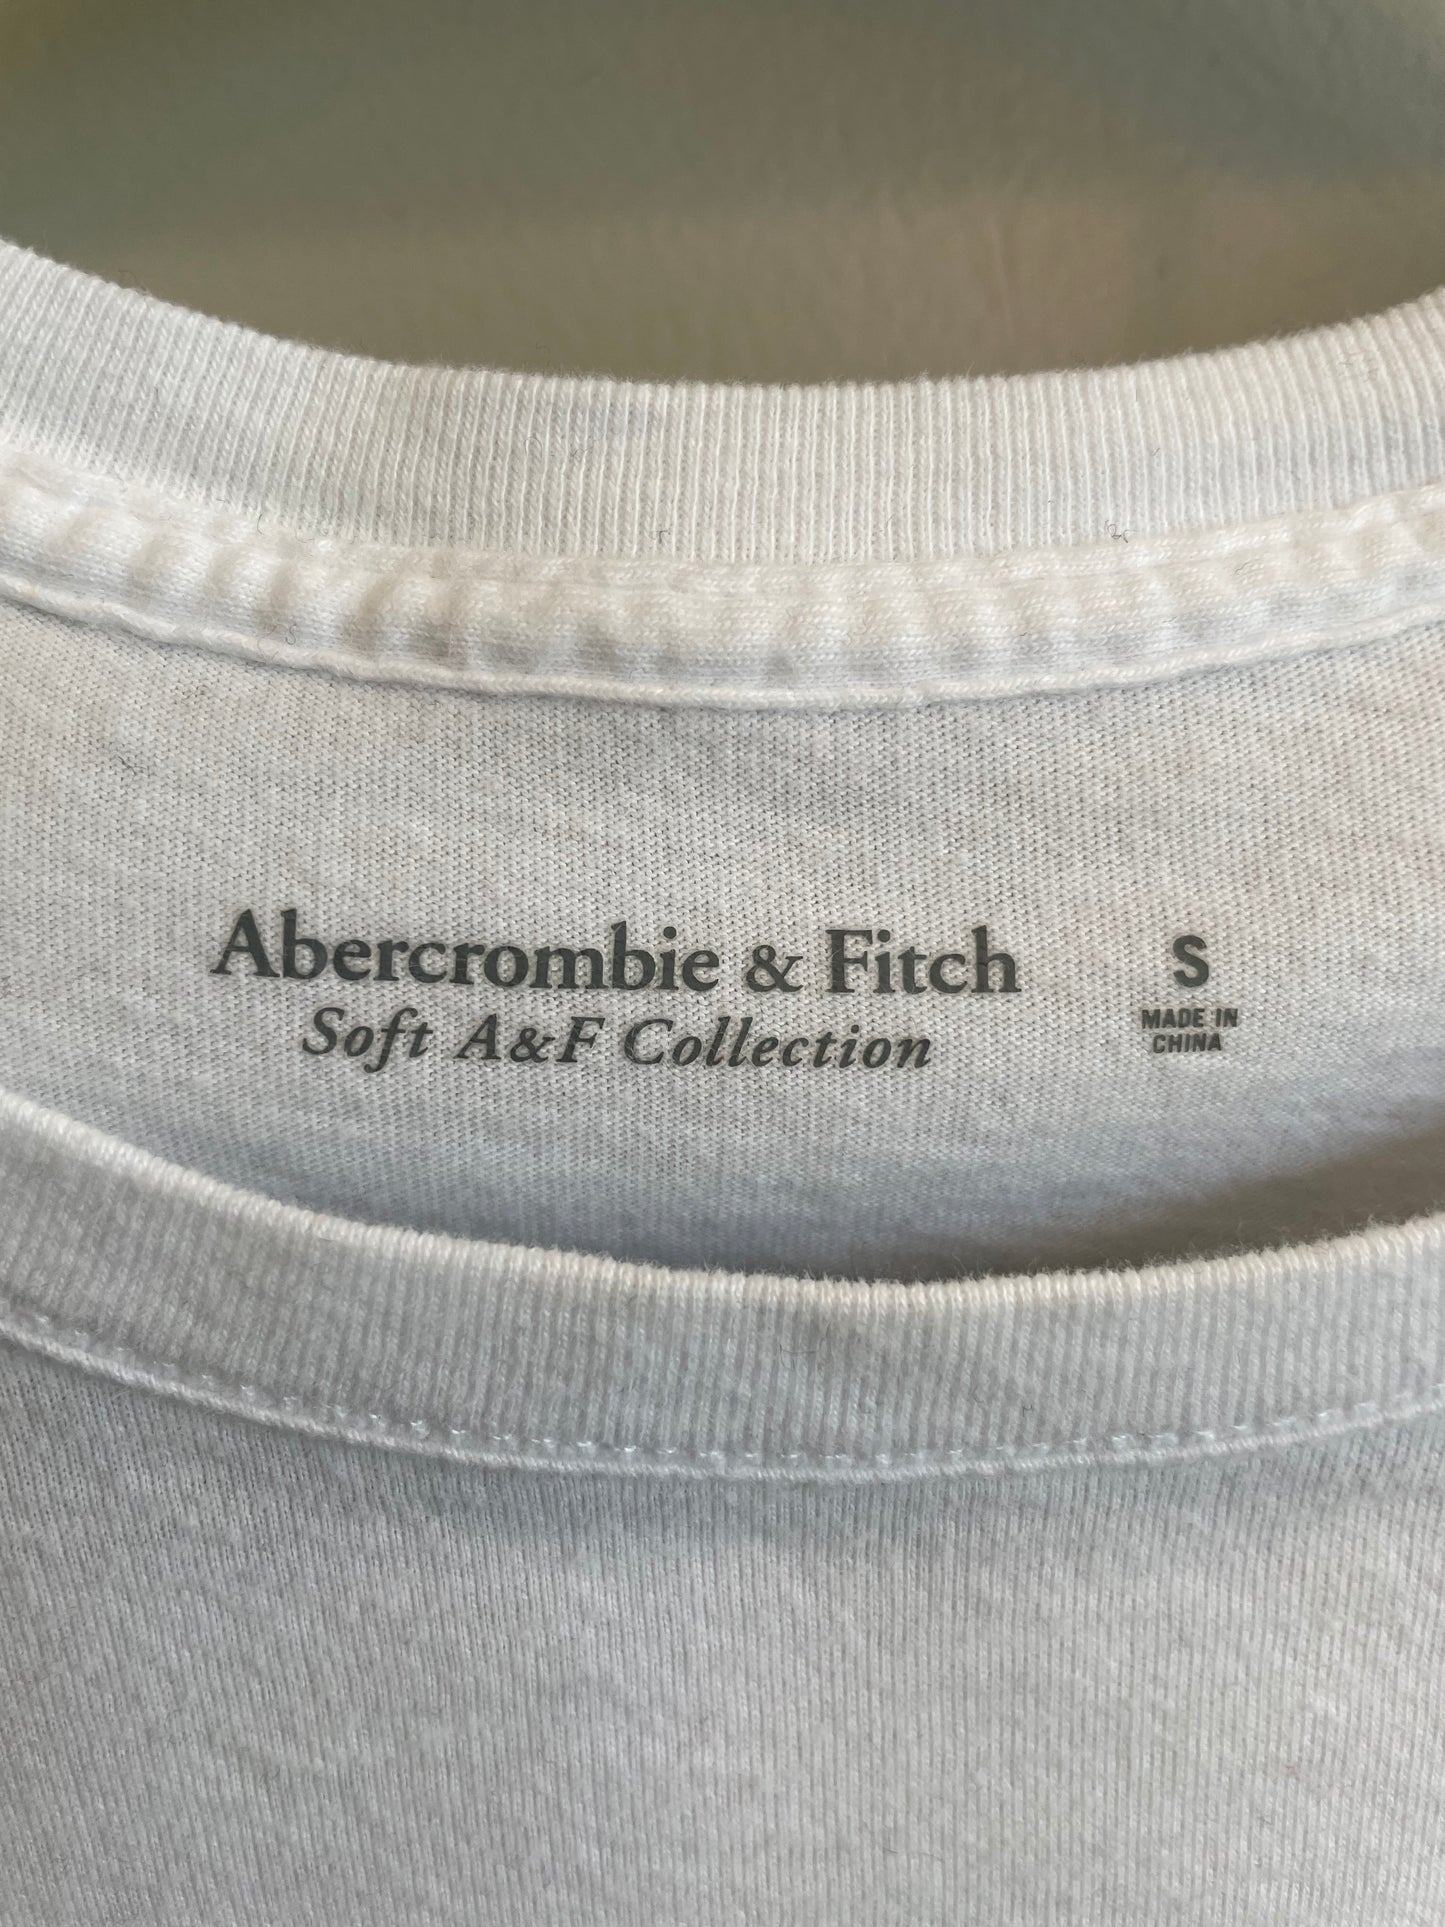 Abercrombie & Fitch
Soft A&F Collection
S
MADE IN
CHINA